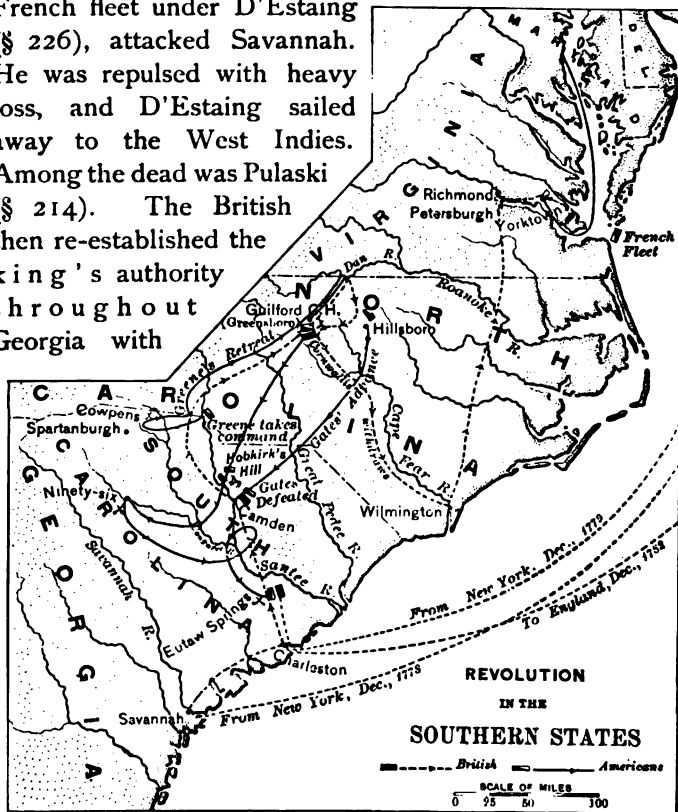 French fleet under D'Estaing
(§ 226), attacked Savannah.
He was repulsed with heavy
loss, and D'Estaing sailed
away to the West Indies.
Among the dead was Pulaski
(§ 214). The British
then re-established the
king's authority
throughout
Georgia with
MAR
DEL
VIRGINIA
Richmond
Petersburgh
Yorktown
French
Fleet
Dan R.
Roanoke R.
NORTH
CAROLINA
Guilford C.H.
(Greensboro)
Hillsboro
Greene's Retreat
Cornwallis
withdraws
Gates' Advance
Cape Fear R.
Cowpens
Spartanburgh
Greene takes
command
Hobkirk's
Hill
Gates
Defeated
Camden
Great Pedee R.
Wilmington
SOUTH
CAROLINA
Ninety-six
Savannah R.
Santee R.
Eutaw Springs
Charleston
GEORGIA
Savannah
From New York, Dec., 1779
To England, Dec., 1782
From New York, Dec., 1778
REVOLUTION
IN THE
SOUTHERN STATES
British Americans
SCALE OF MILES
0 25 50 100